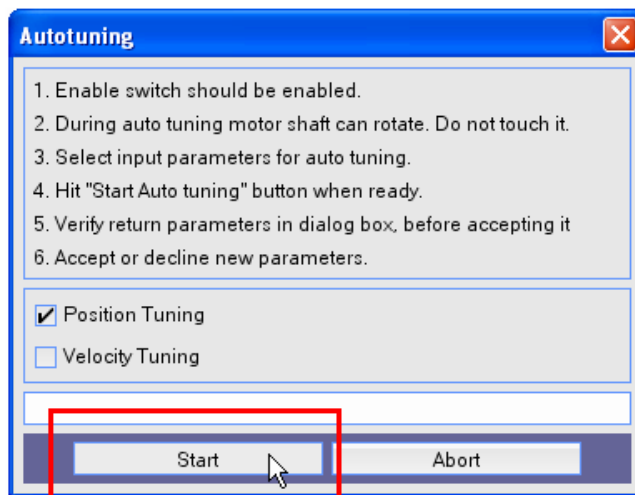 Autotuning
1. Enable switch should be enabled.
2. During auto tuning motor shaft can rotate. Do not touch it.
3. Select input parameters for auto tuning.
4. Hit "Start Auto tuning" button when ready.
5. Verify return parameters in dialog box, before accepting it
6. Accept or decline new parameters.
Position Tuning
Velocity Tuning
Start Abort